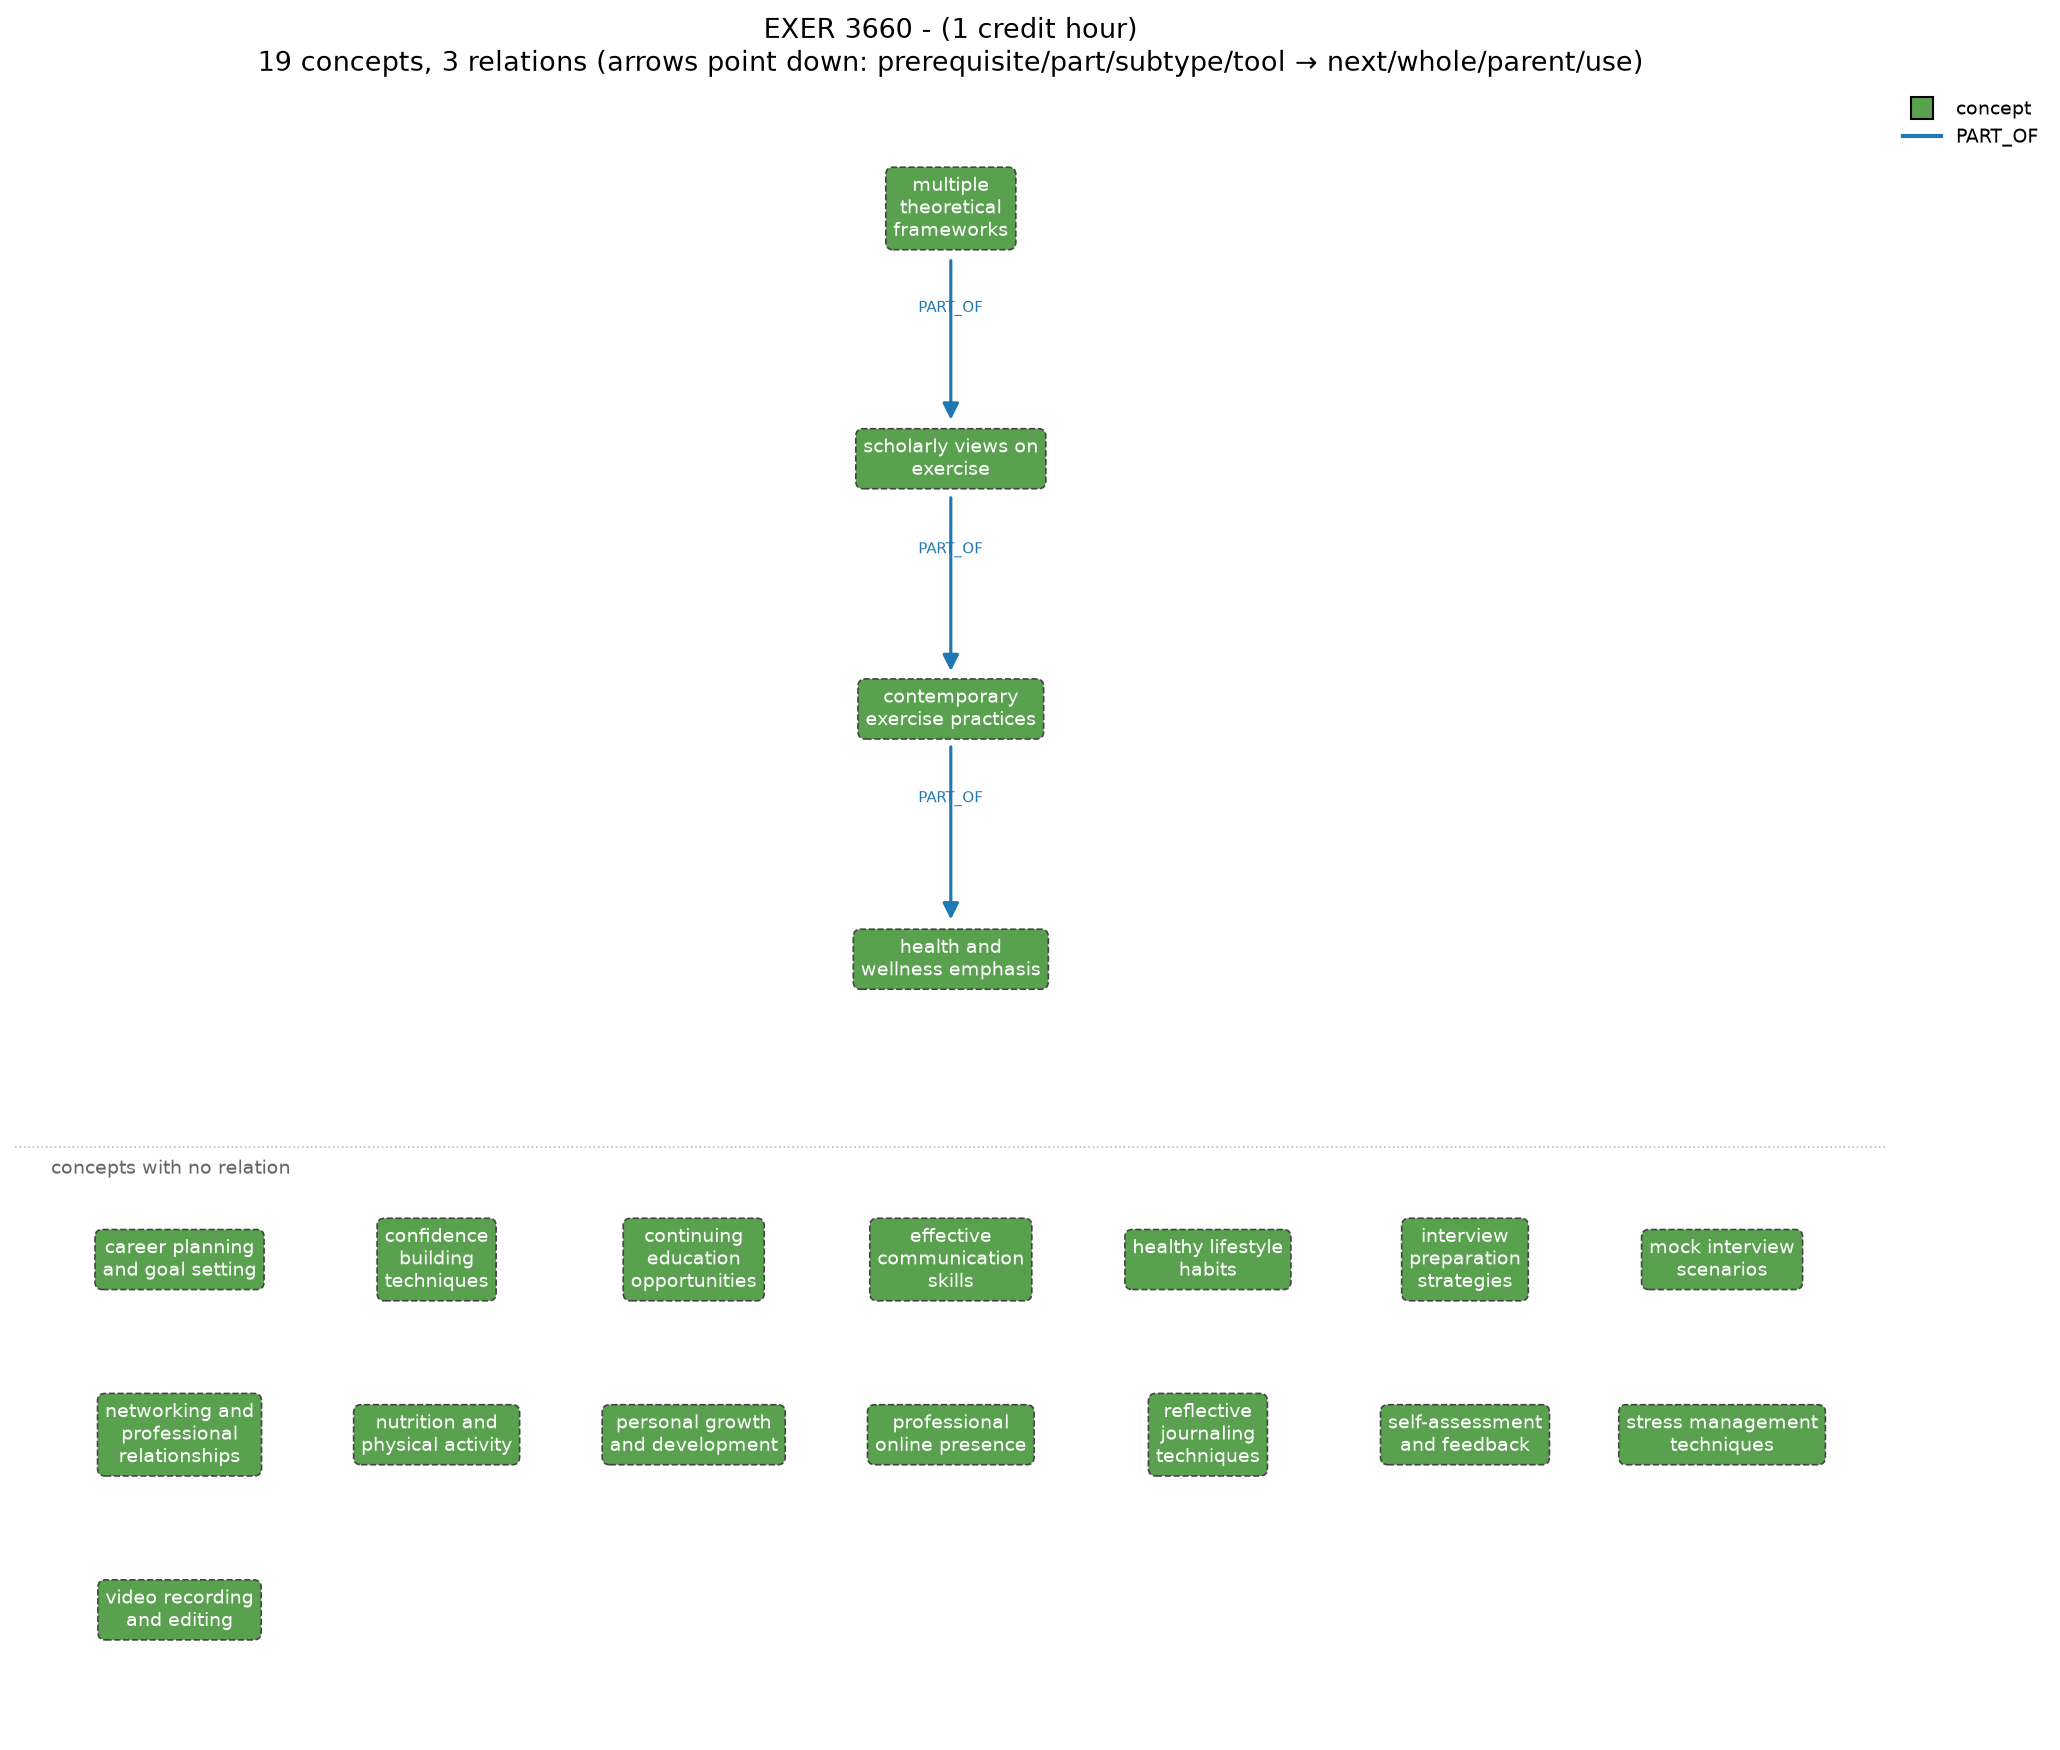 EXER 3660 - (1 credit hour)
19 concepts, 3 relations (arrows point down: prerequisite/part/subtype/tool → next/whole/parent/use)
concept
PART_OF
multiple
theoretical
frameworks
PART_OF
scholarly views on
exercise
PART_OF
contemporary
exercise practices
PART_OF
health and
wellness emphasis
concepts with no relation
career planning
and goal setting
confidence
building
techniques
continuing
education
opportunities
effective
communication
skills
healthy lifestyle
habits
interview
preparation
strategies
mock interview
scenarios
networking and
professional
relationships
nutrition and
physical activity
personal growth
and development
professional
online presence
reflective
journaling
techniques
self-assessment
and feedback
stress management
techniques
video recording
and editing